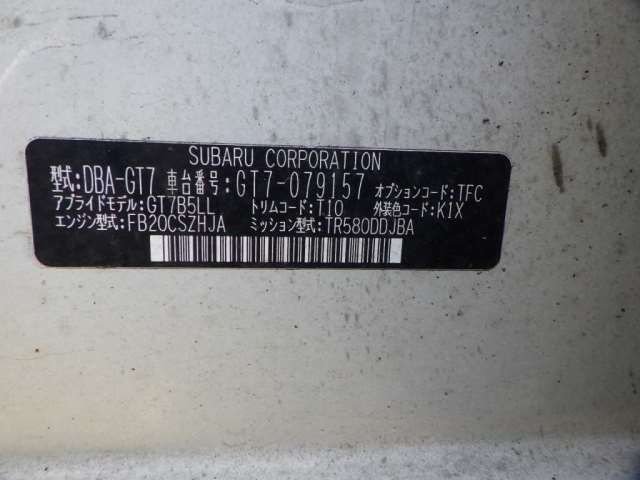 SUBARU CORPORATION
型式:DBA-GT7 車台番号:GT7-079157 オプションコード:TFC
アプライドモデル:GT7B5LL トリムコード:T10 外装色コード:K1X
エンジン型式:FB20CSZHJA ミッション型式:TR580DDJBA